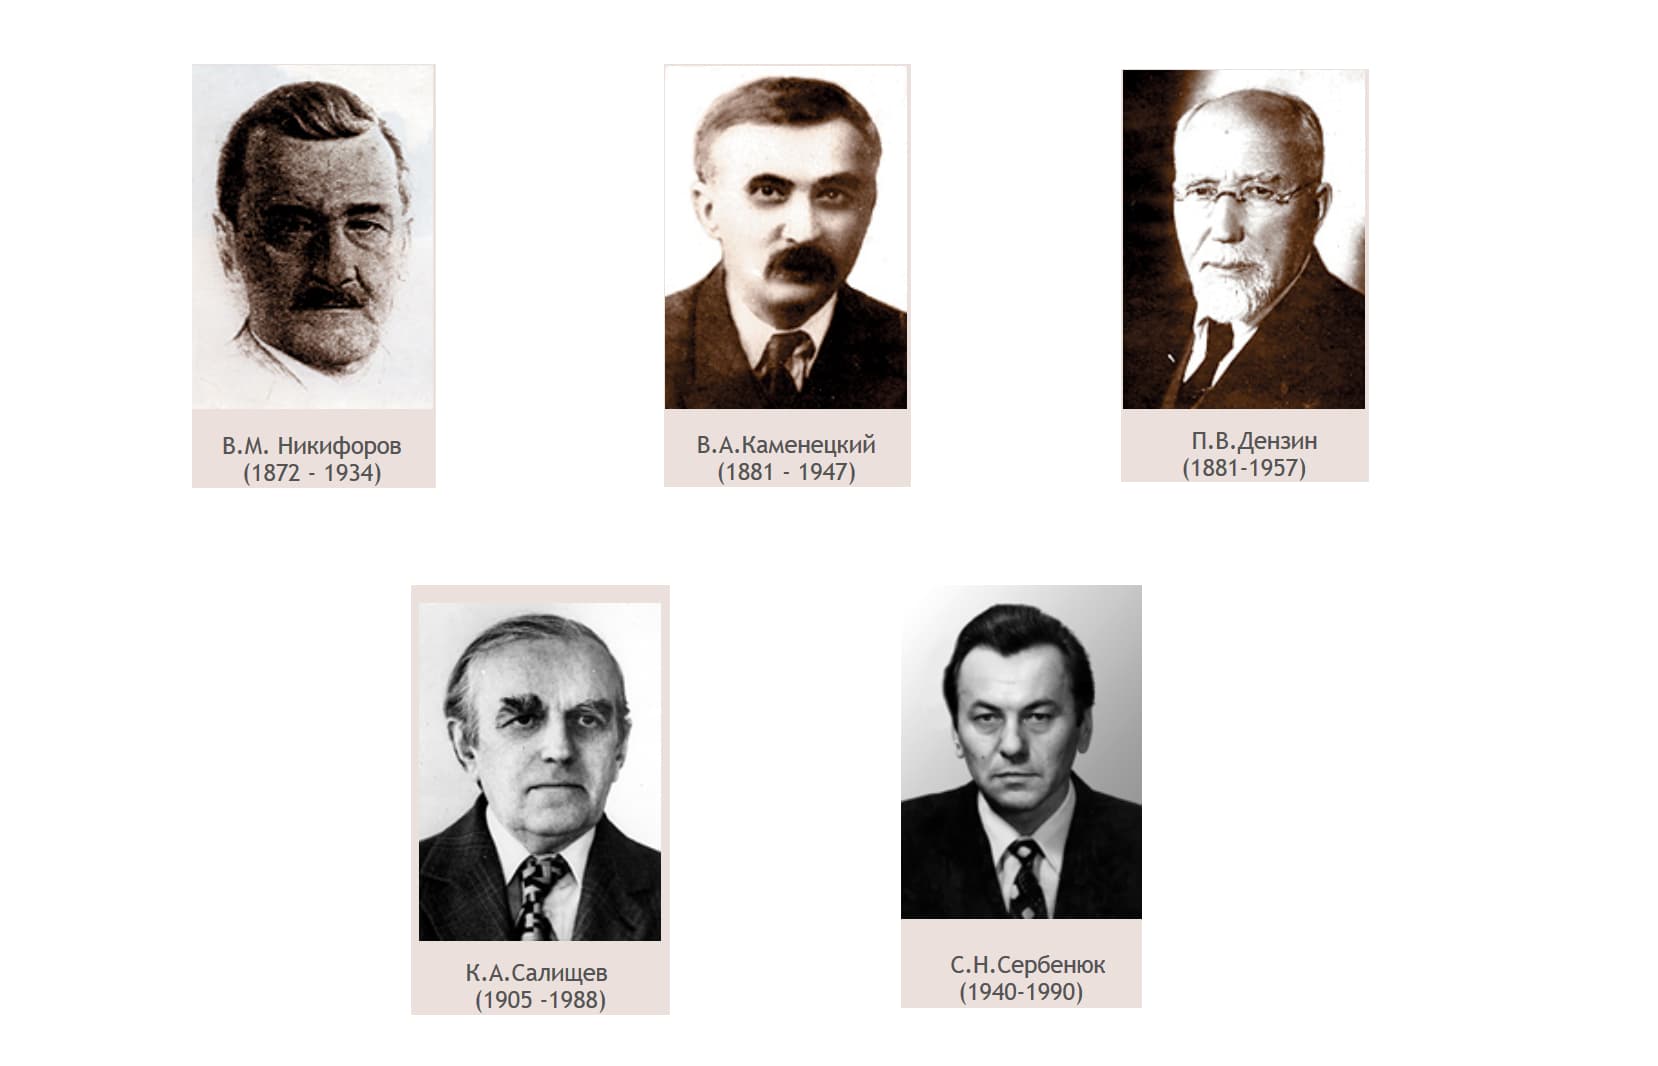 В.М. Никифоров
(1872 - 1934)
В.А.Каменецкий
(1881 - 1947)
П.В.Дензин
(1881-1957)
К.А.Салищев
(1905 -1988)
С.Н.Сербенюк
(1940-1990)